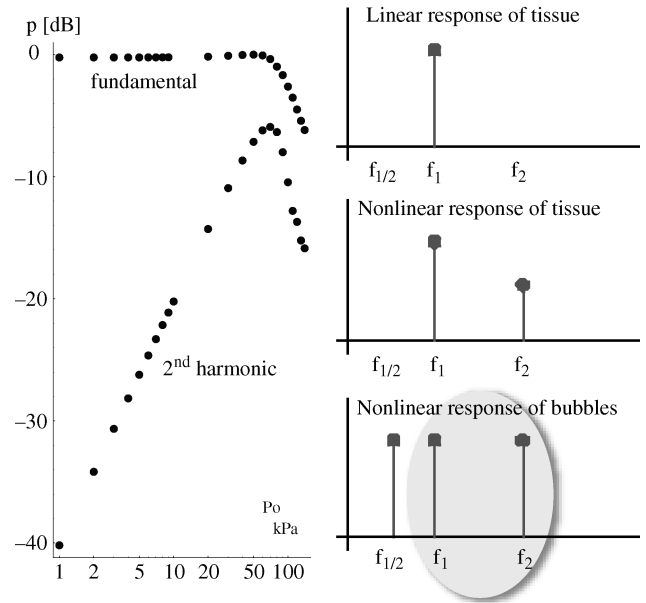 p [dB]
0
fundamental
−10
−20
2nd harmonic
−30
Po
kPa
−40
1 2 5 10 20 50 100
Linear response of tissue
f1/2 f1 f2
Nonlinear response of tissue
f1/2 f1 f2
Nonlinear response of bubbles
f1/2 f1 f2